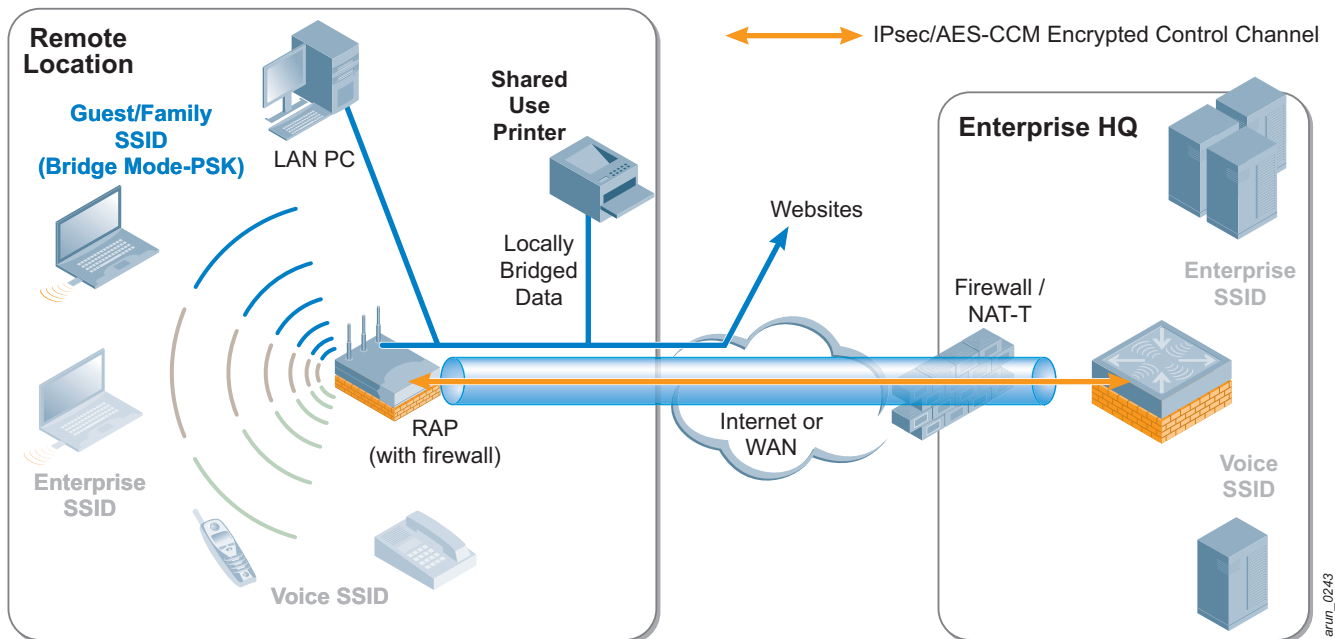 Remote
Location
IPsec/AES-CCM Encrypted Control Channel
Guest/Family
SSID
(Bridge Mode-PSK)
LAN PC
Shared
Use
Printer
Enterprise HQ
Websites
Locally
Bridged
Data
Firewall /
NAT-T
Enterprise
SSID
RAP
(with firewall)
Internet or
WAN
Enterprise
SSID
Voice
SSID
Voice SSID
arun_0243